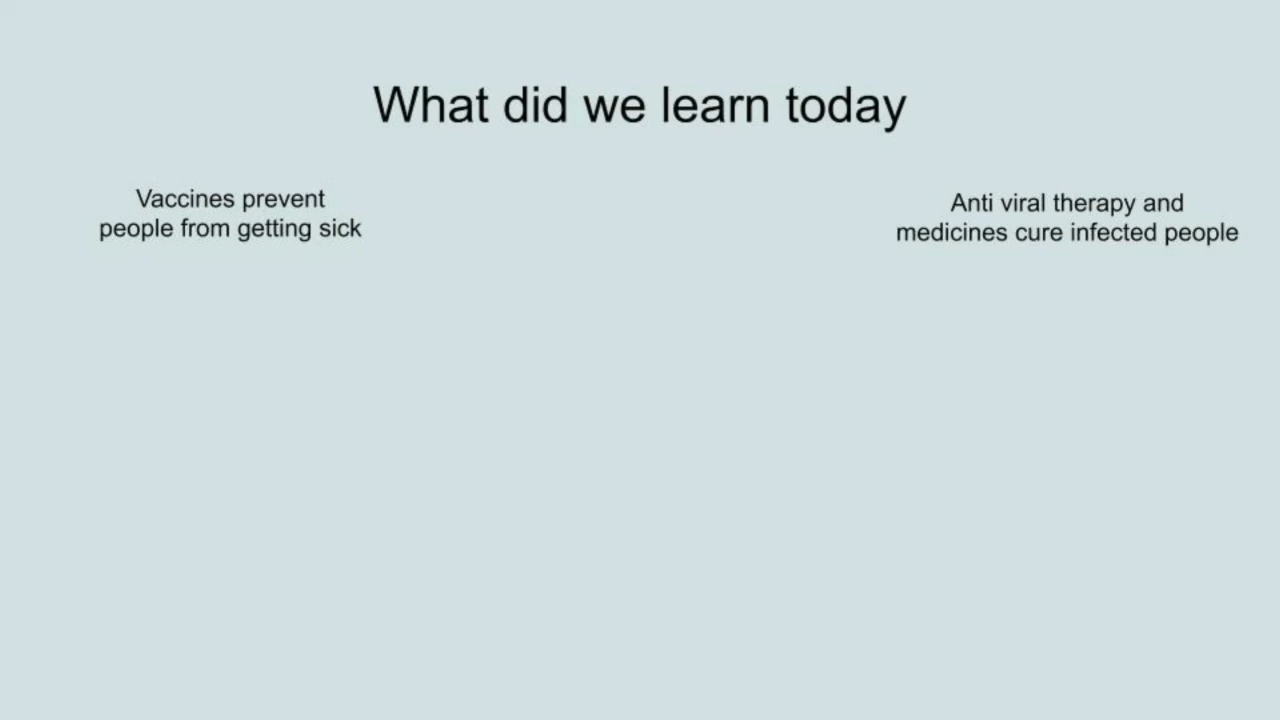 What did we learn today
Vaccines prevent
people from getting sick
Anti viral therapy and
medicines cure infected people